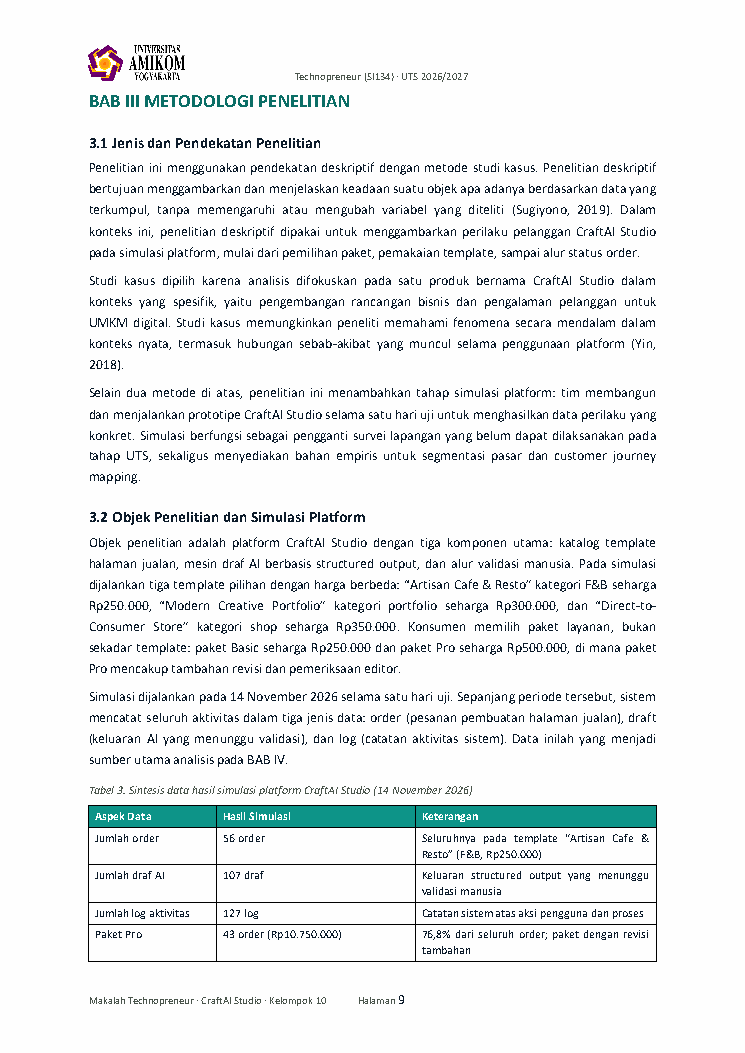 UNIVERSITAS
AMIKOM
YOGYAKARTA
Technopreneur (SI134) · UTS 2026/2027
BAB III METODOLOGI PENELITIAN
3.1 Jenis dan Pendekatan Penelitian
Penelitian ini menggunakan pendekatan deskriptif dengan metode studi kasus. Penelitian deskriptif
bertujuan menggambarkan dan menjelaskan keadaan suatu objek apa adanya berdasarkan data yang
terkumpul, tanpa memengaruhi atau mengubah variabel yang diteliti (Sugiyono, 2019). Dalam
konteks ini, penelitian deskriptif dipakai untuk menggambarkan perilaku pelanggan CraftAI Studio
pada simulasi platform, mulai dari pemilihan paket, pemakaian template, sampai alur status order.
Studi kasus dipilih karena analisis difokuskan pada satu produk bernama CraftAI Studio dalam
konteks yang spesifik, yaitu pengembangan rancangan bisnis dan pengalaman pelanggan untuk
UMKM digital. Studi kasus memungkinkan peneliti memahami fenomena secara mendalam dalam
konteks nyata, termasuk hubungan sebab-akibat yang muncul selama penggunaan platform (Yin,
2018).
Selain dua metode di atas, penelitian ini menambahkan tahap simulasi platform: tim membangun
dan menjalankan prototipe CraftAI Studio selama satu hari uji untuk menghasilkan data perilaku yang
konkret. Simulasi berfungsi sebagai pengganti survei lapangan yang belum dapat dilaksanakan pada
tahap UTS, sekaligus menyediakan bahan empiris untuk segmentasi pasar dan customer journey
mapping.
3.2 Objek Penelitian dan Simulasi Platform
Objek penelitian adalah platform CraftAI Studio dengan tiga komponen utama: katalog template
halaman jualan, mesin draf AI berbasis structured output, dan alur validasi manusia. Pada simulasi
dijalankan tiga template pilihan dengan harga berbeda: “Artisan Cafe & Resto” kategori F&B seharga
Rp250.000, “Modern Creative Portfolio” kategori portfolio seharga Rp300.000, dan “Direct-to-
Consumer Store” kategori shop seharga Rp350.000. Konsumen memilih paket layanan, bukan
sekadar template: paket Basic seharga Rp250.000 dan paket Pro seharga Rp500.000, di mana paket
Pro mencakup tambahan revisi dan pemeriksaan editor.
Simulasi dijalankan pada 14 November 2026 selama satu hari uji. Sepanjang periode tersebut, sistem
mencatat seluruh aktivitas dalam tiga jenis data: order (pesanan pembuatan halaman jualan), draft
(keluaran AI yang menunggu validasi), dan log (catatan aktivitas sistem). Data inilah yang menjadi
sumber utama analisis pada BAB IV.
Tabel 3. Sintesis data hasil simulasi platform CraftAI Studio (14 November 2026)
Aspek Data Hasil Simulasi Keterangan
Jumlah order 56 order Seluruhnya pada template “Artisan Cafe &
Resto” (F&B, Rp250.000)
Jumlah draf AI 107 draf Keluaran structured output yang menunggu
validasi manusia
Jumlah log aktivitas 127 log Catatan sistem atas aksi pengguna dan proses
Paket Pro 43 order (Rp10.750.000) 76,8% dari seluruh order; paket dengan revisi
tambahan
Makalah Technopreneur · CraftAI Studio · Kelompok 10 Halaman 9